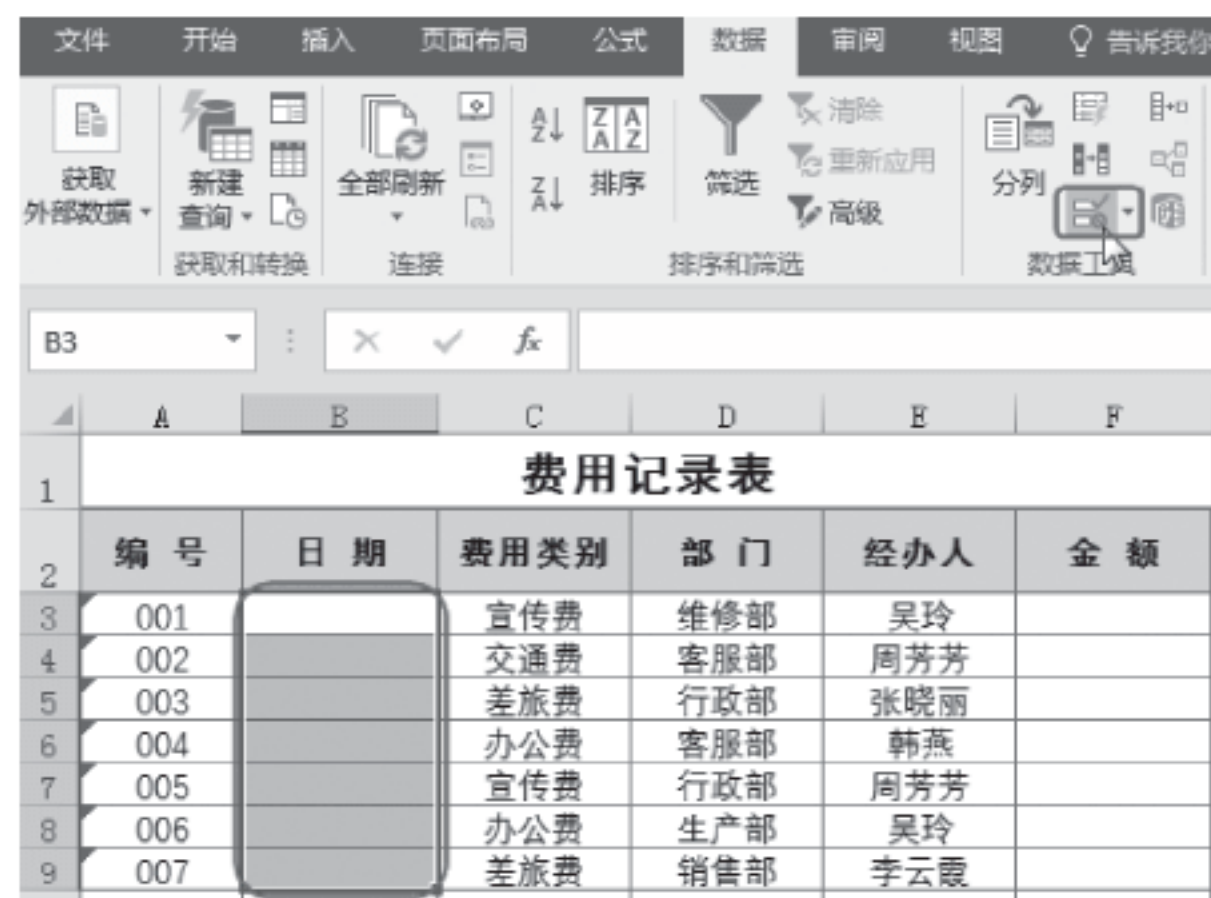 文件 开始 插入 页面布局 公式 数据 审阅 视图 告诉我
获取 外部数据
新建 查询
全部刷新
排序
筛选
清除
重新应用
高级
分列
获取和转换 连接 排序和筛选 数据工具
B3 fx
A B C D E F
1 费用记录表
2 编 号 日 期 费用类别 部 门 经办人 金 额
3 001 宣传费 维修部 吴玲
4 002 交通费 客服部 周芳芳
5 003 差旅费 行政部 张晓丽
6 004 办公费 客服部 韩燕
7 005 宣传费 行政部 周芳芳
8 006 办公费 生产部 吴玲
9 007 差旅费 销售部 李云霞